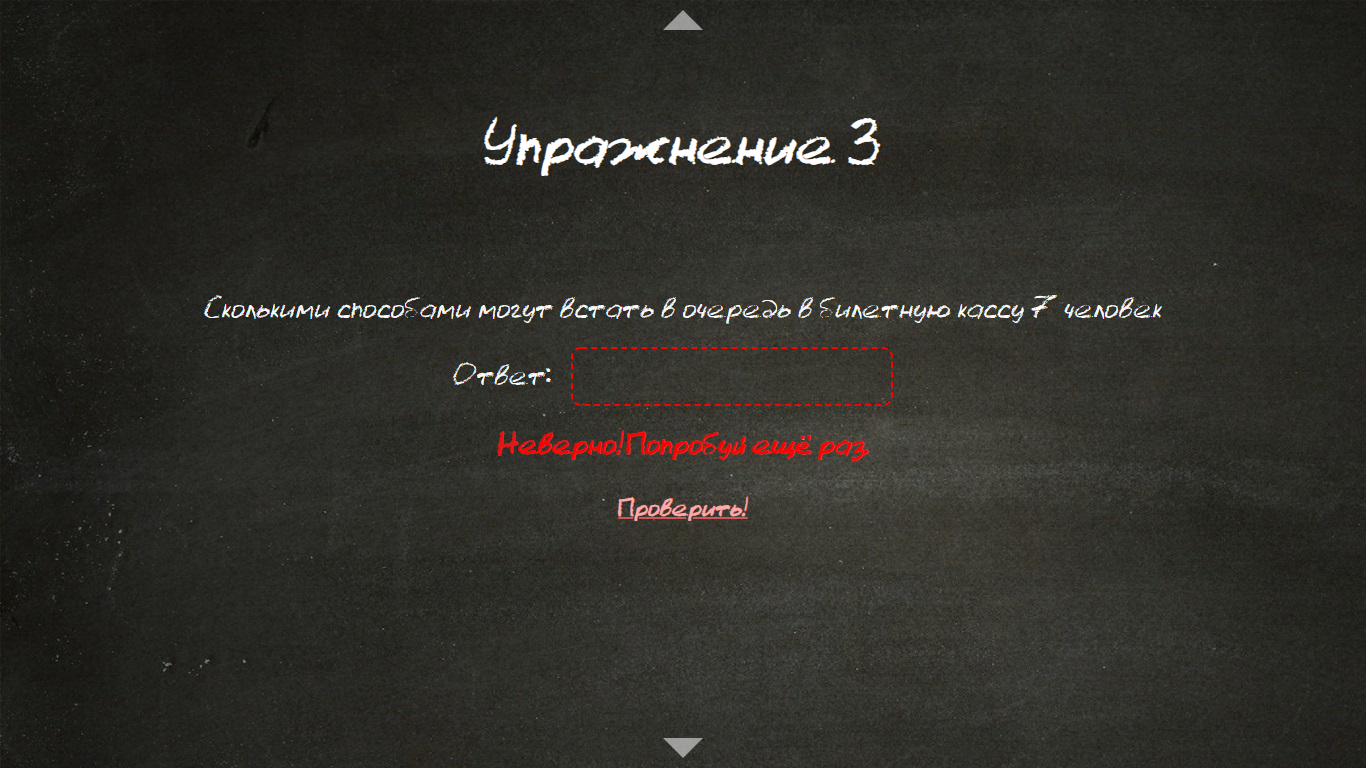 Упражнение 3
Сколькими способами могут встать в очередь в билетную кассу 7 человек
Ответ:
Неверно!Попробуй ещё раз
Проверить!